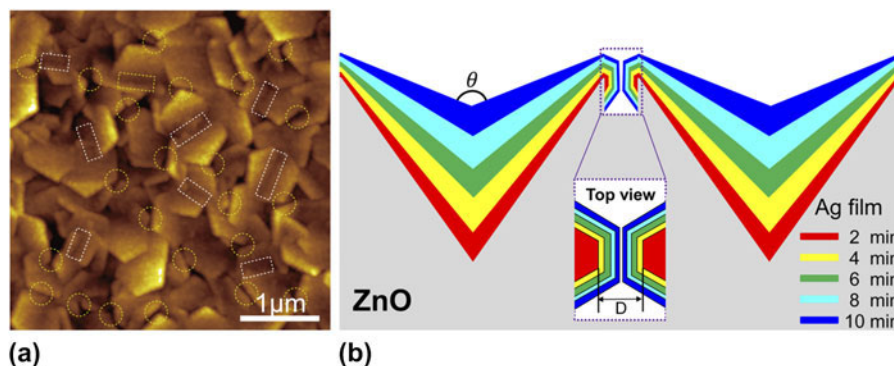 1μm
θ
Top view
D
ZnO
Ag film
2 min
4 min
6 min
8 min
10 min
(a)
(b)